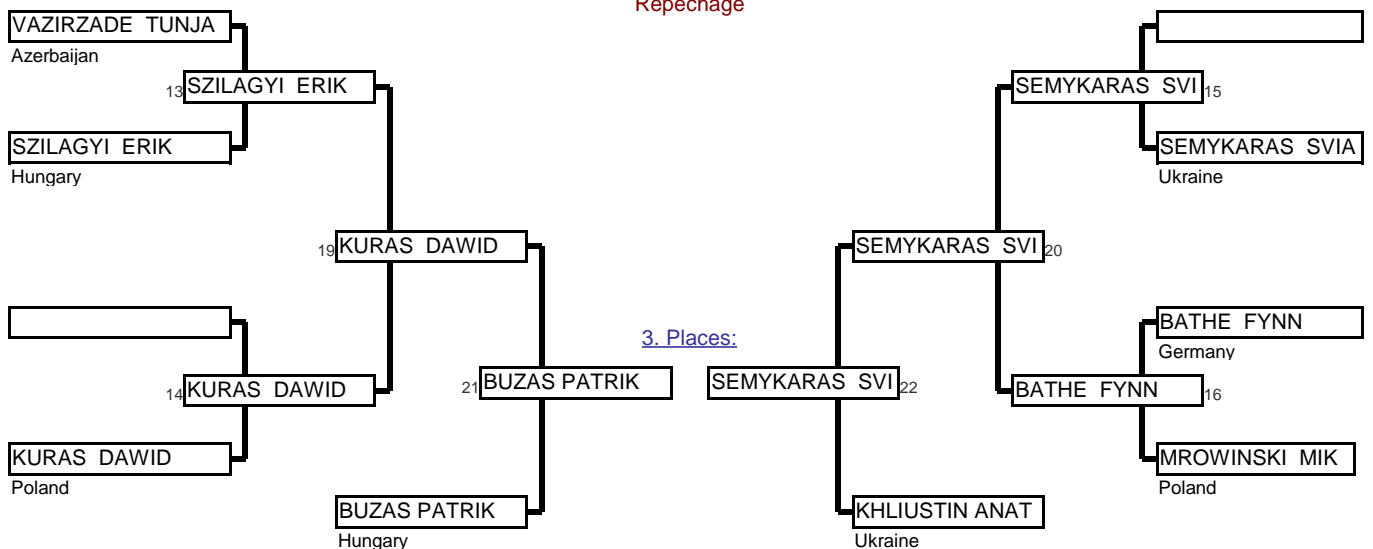 Repechage
VAZIRZADE TUNJA
Azerbaijan
13 SZILAGYI ERIK
SEMYKARAS SVI 15
SZILAGYI ERIK
Hungary
SEMYKARAS SVIA
Ukraine
19 KURAS DAWID
SEMYKARAS SVI 20
BATHE FYNN
Germany
3. Places:
14 KURAS DAWID
21 BUZAS PATRIK
SEMYKARAS SVI 22
BATHE FYNN 16
KURAS DAWID
Poland
MROWINSKI MIK
Poland
BUZAS PATRIK
Hungary
KHLIUSTIN ANAT
Ukraine